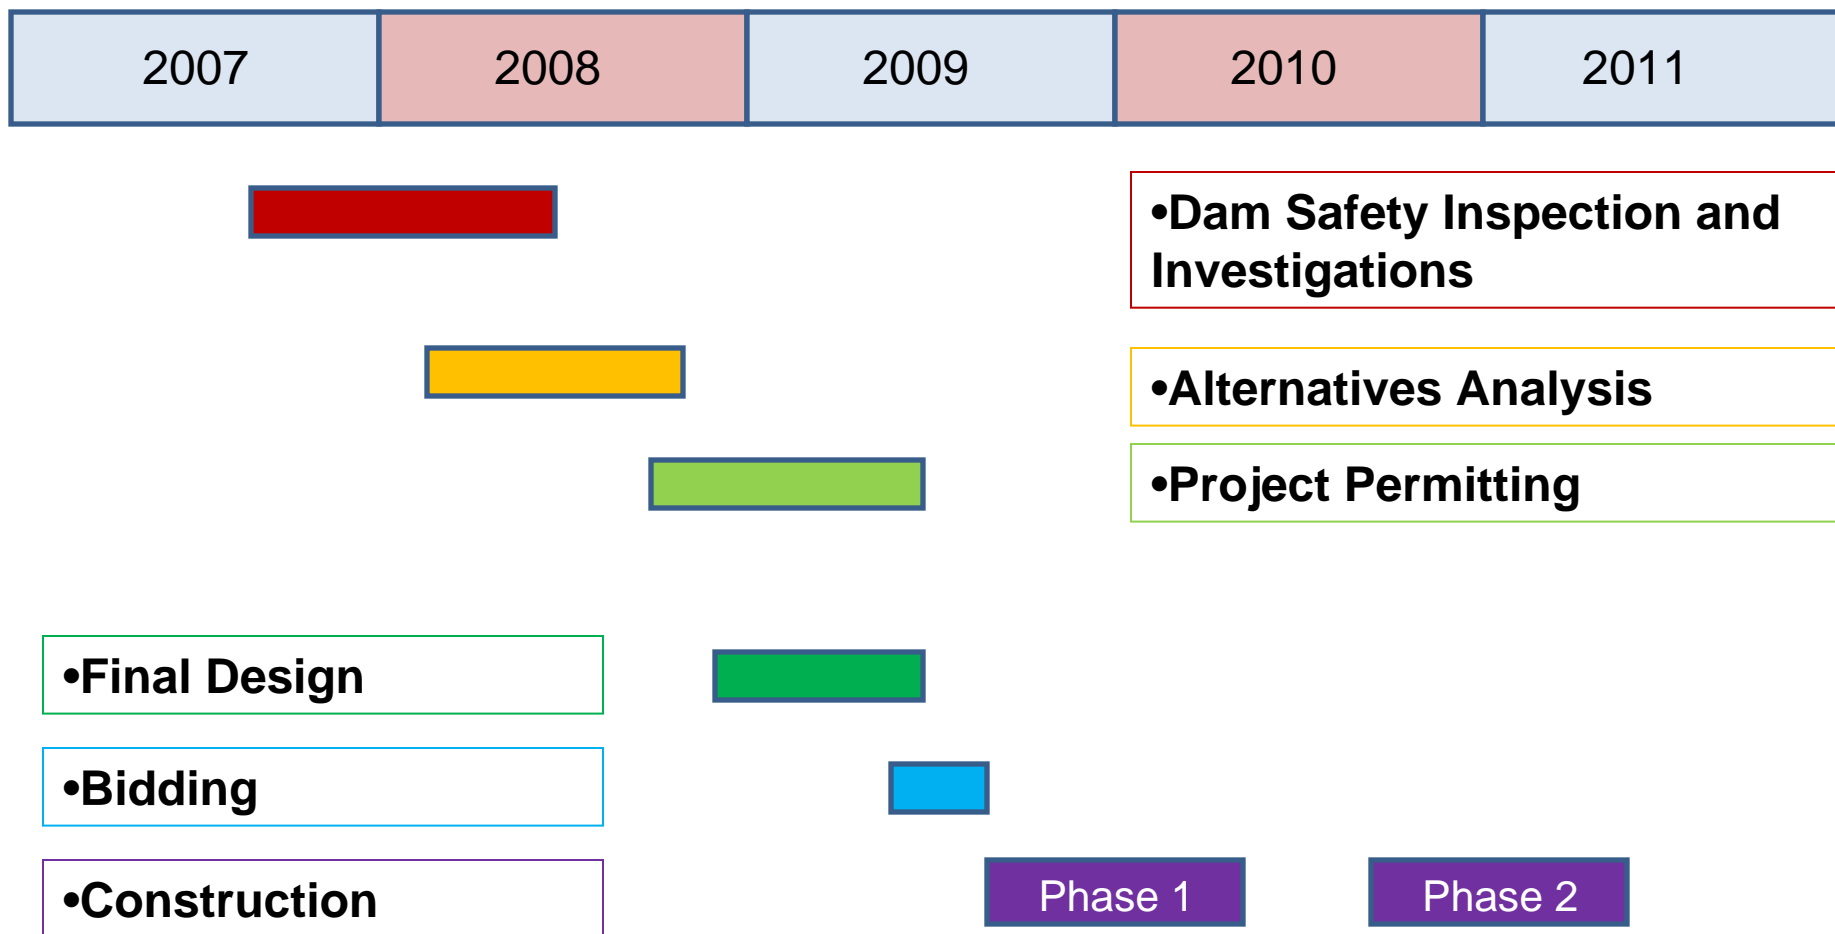 2007 2008 2009 2010 2011
•Dam Safety Inspection and
Investigations
•Alternatives Analysis
•Project Permitting
•Final Design
•Bidding
•Construction
Phase 1 Phase 2